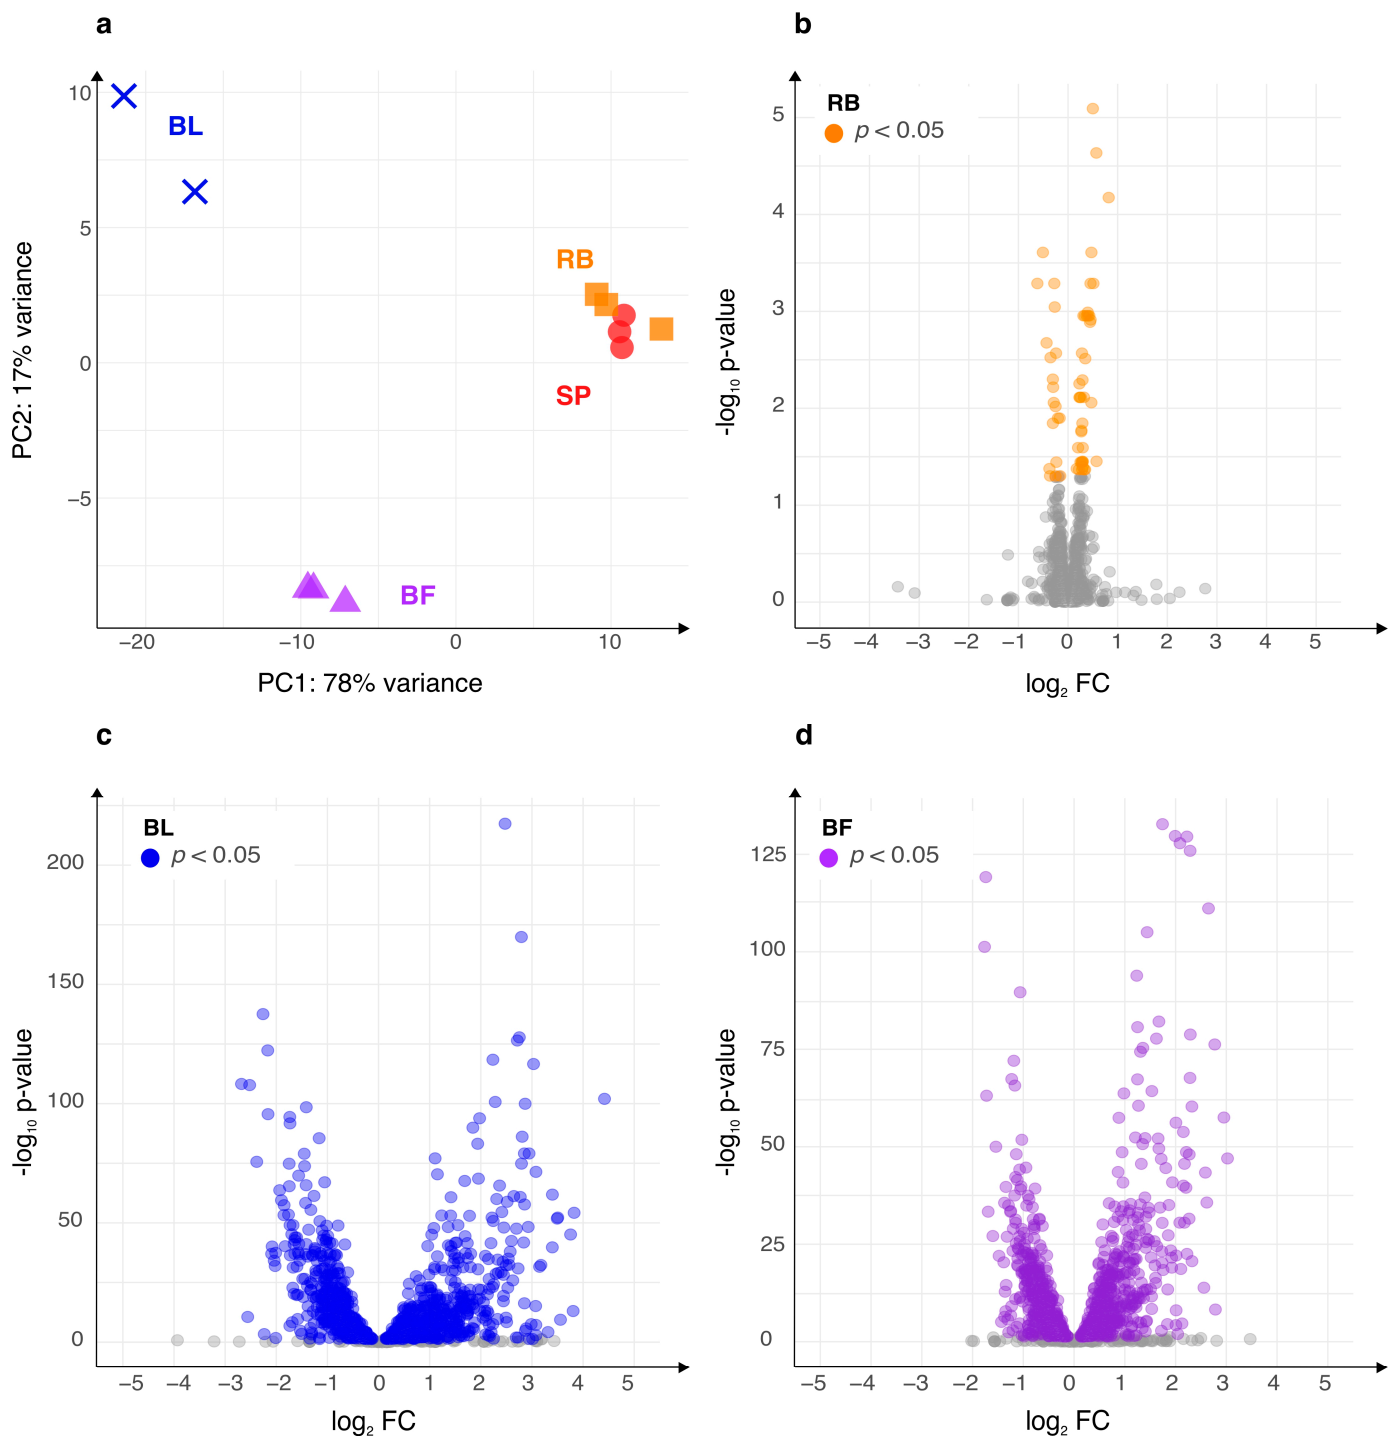 a
10
5
0
−5
PC2: 17% variance
BL
RB
SP
BF
−20
−10
0
10
PC1: 78% variance
b
RB
p < 0.05
5
4
3
2
1
0
-log₁₀ p-value
−5
−4
−3
−2
−1
0
1
2
3
4
5
log₂ FC
c
BL
p < 0.05
200
150
100
50
0
-log₁₀ p-value
−5
−4
−3
−2
−1
0
1
2
3
4
5
log₂ FC
d
BF
p < 0.05
125
100
75
50
25
0
-log₁₀ p-value
−5
−4
−3
−2
−1
0
1
2
3
4
5
log₂ FC